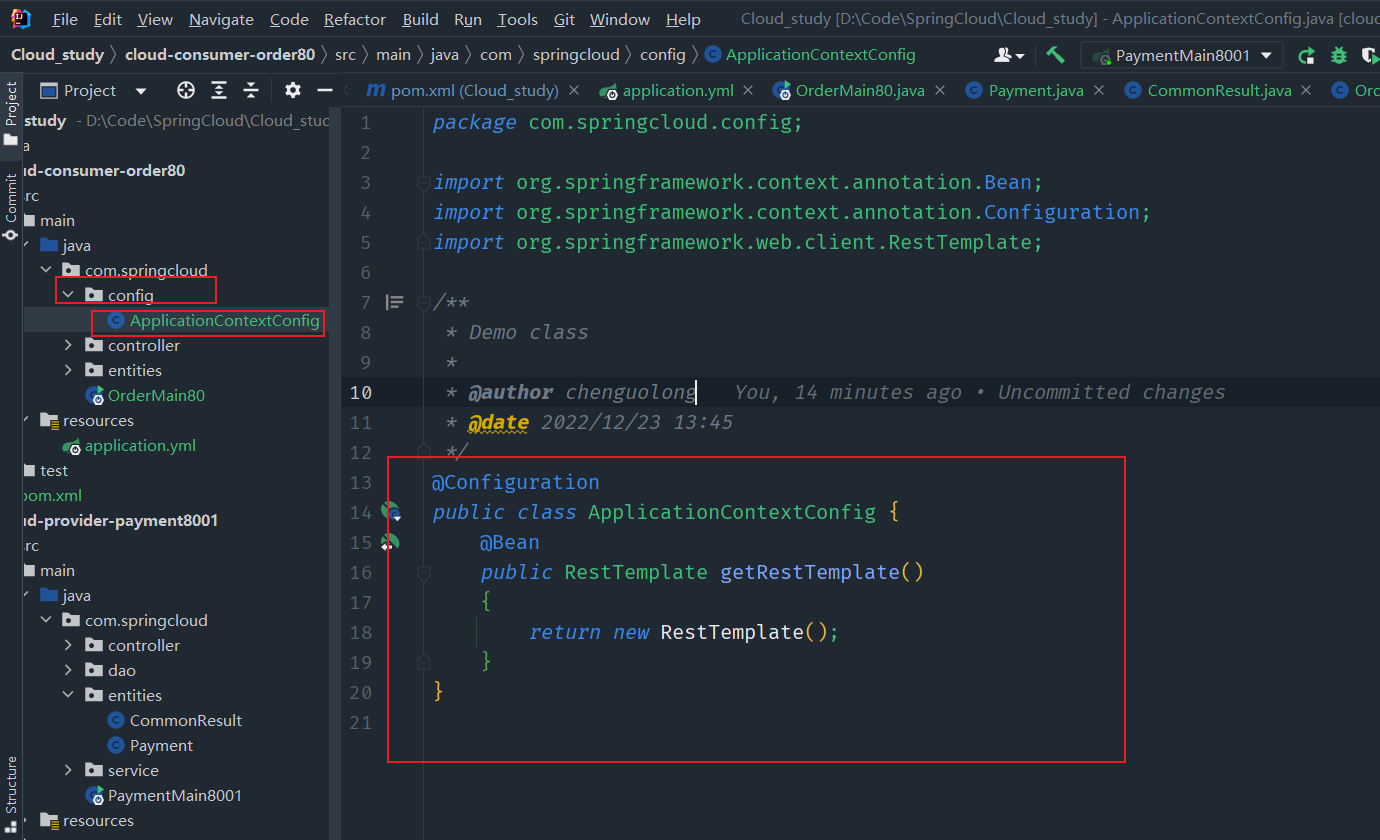 File Edit View Navigate Code Refactor Build Run Tools Git Window Help Cloud_study [D:\Code\SpringCloud\Cloud_study] - ApplicationContextConfig.java [cloud
Cloud_study cloud-consumer-order80 src main java com springcloud config ApplicationContextConfig PaymentMain8001
Project
Commit
Structure
Project
study - D:\Code\SpringCloud\Cloud_stud
a
ud-consumer-order80
rc
main
java
com.springcloud
config
ApplicationContextConfig
controller
entities
OrderMain80
resources
application.yml
test
pom.xml
ud-provider-payment8001
rc
main
java
com.springcloud
controller
dao
entities
CommonResult
Payment
service
PaymentMain8001
resources
pom.xml (Cloud_study) application.yml OrderMain80.java Payment.java CommonResult.java Orc
1 package com.springcloud.config;
2
3 import org.springframework.context.annotation.Bean;
4 import org.springframework.context.annotation.Configuration;
5 import org.springframework.web.client.RestTemplate;
6
7 /**
8 * Demo class
9 *
10 * @author chenguolong You, 14 minutes ago • Uncommitted changes
11 * @date 2022/12/23 13:45
12 */
13 @Configuration
14 public class ApplicationContextConfig {
15 @Bean
16 public RestTemplate getRestTemplate()
17 {
18 return new RestTemplate();
19 }
20 }
21